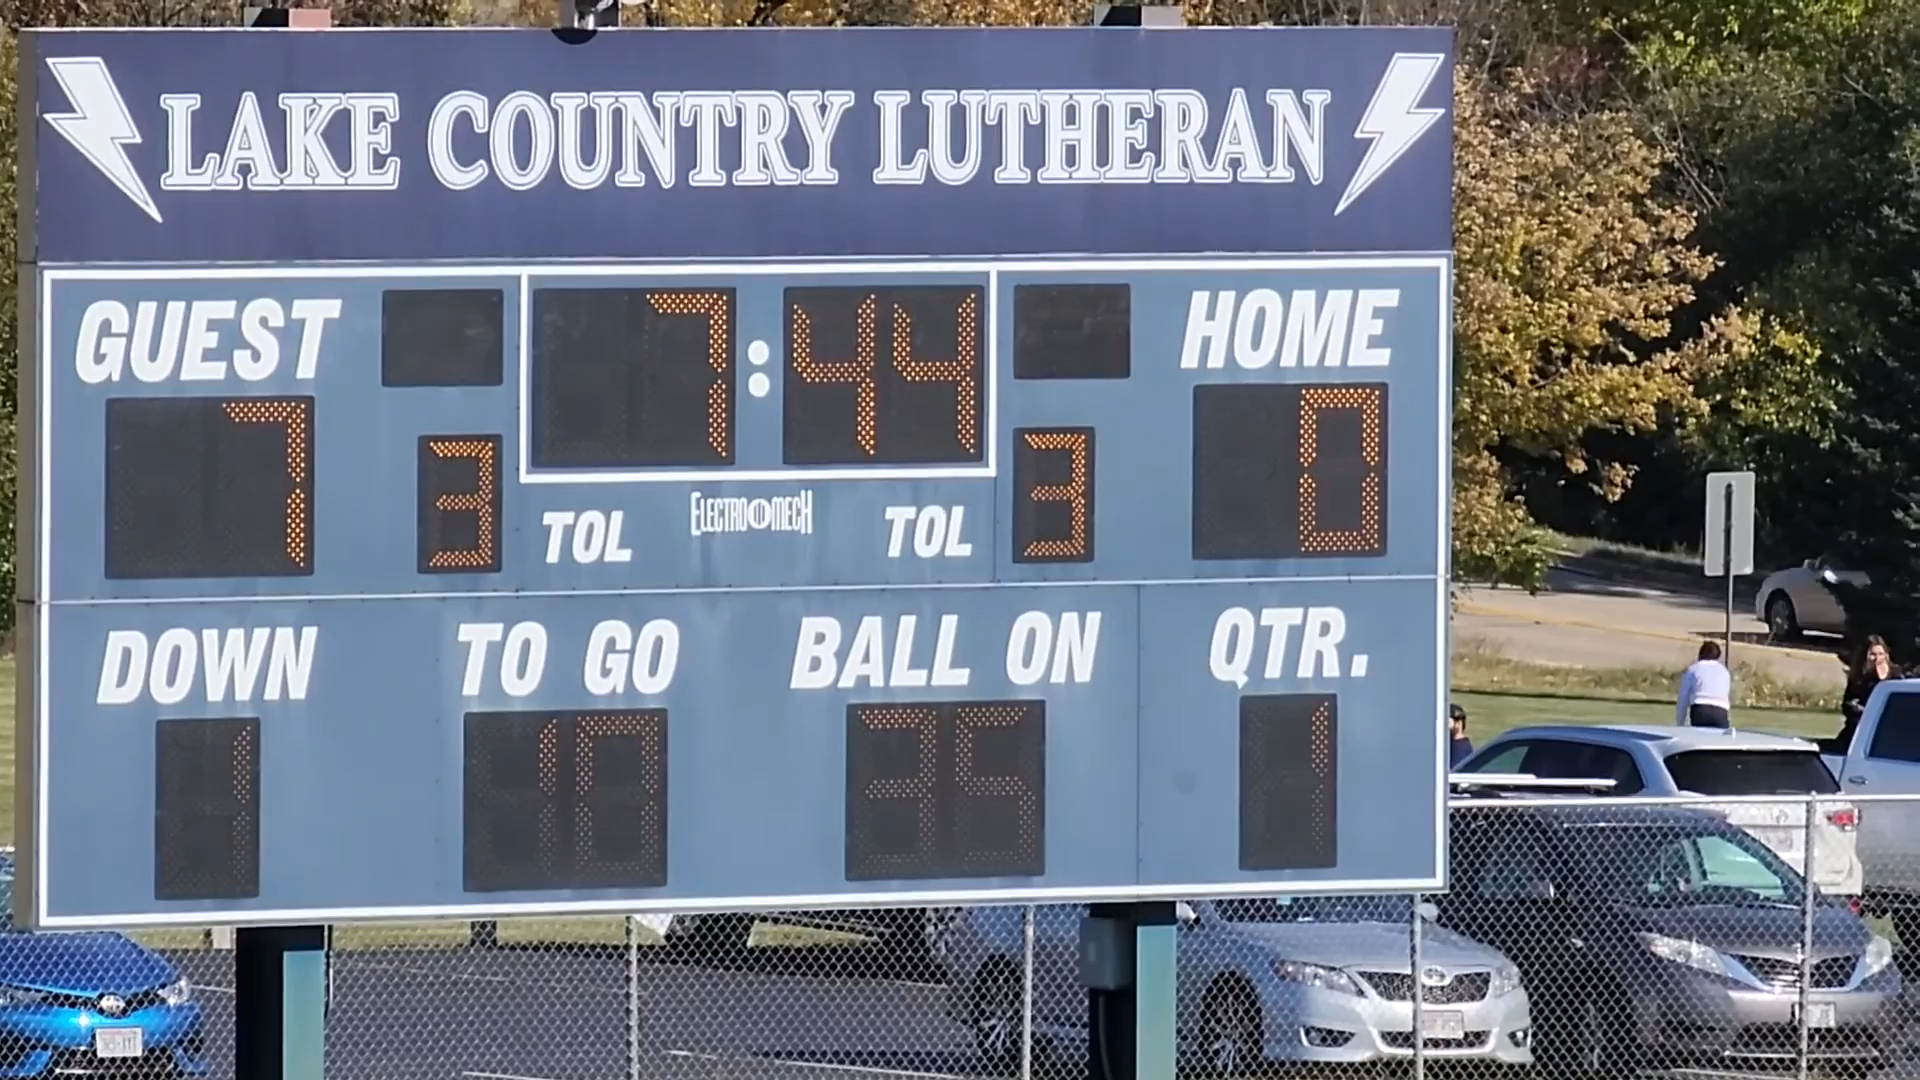 LAKE COUNTRY LUTHERAN
GUEST 7:44 HOME
7 3 TOL ELECTRO-MECH TOL 3 0
DOWN TO GO BALL ON QTR.
1 10 35 1